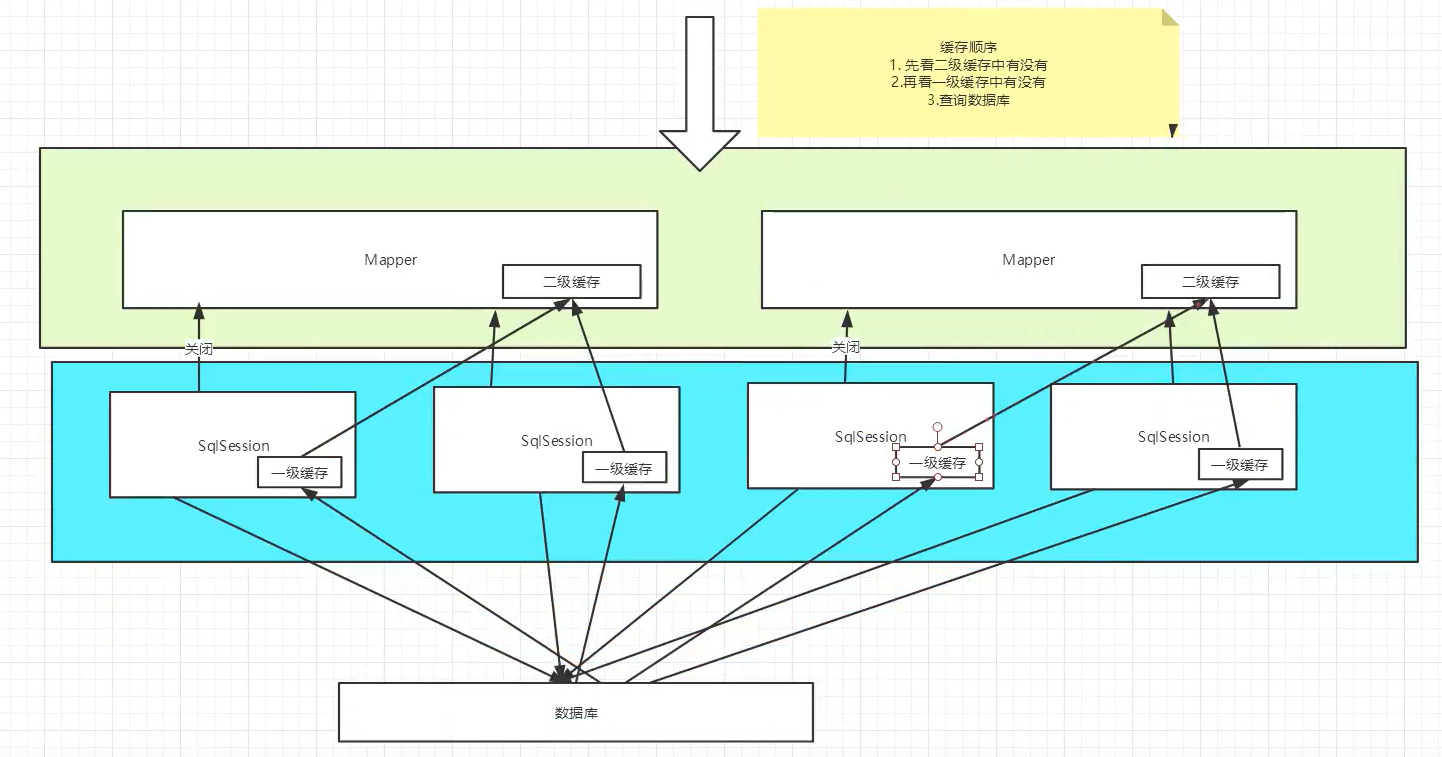 缓存顺序
1. 先看二级缓存中有没有
2.再看一级缓存中有没有
3.查询数据库
Mapper
二级缓存
Mapper
二级缓存
关闭
关闭
SqlSession
一级缓存
SqlSession
一级缓存
SqlSession
一级缓存
SqlSession
一级缓存
数据库